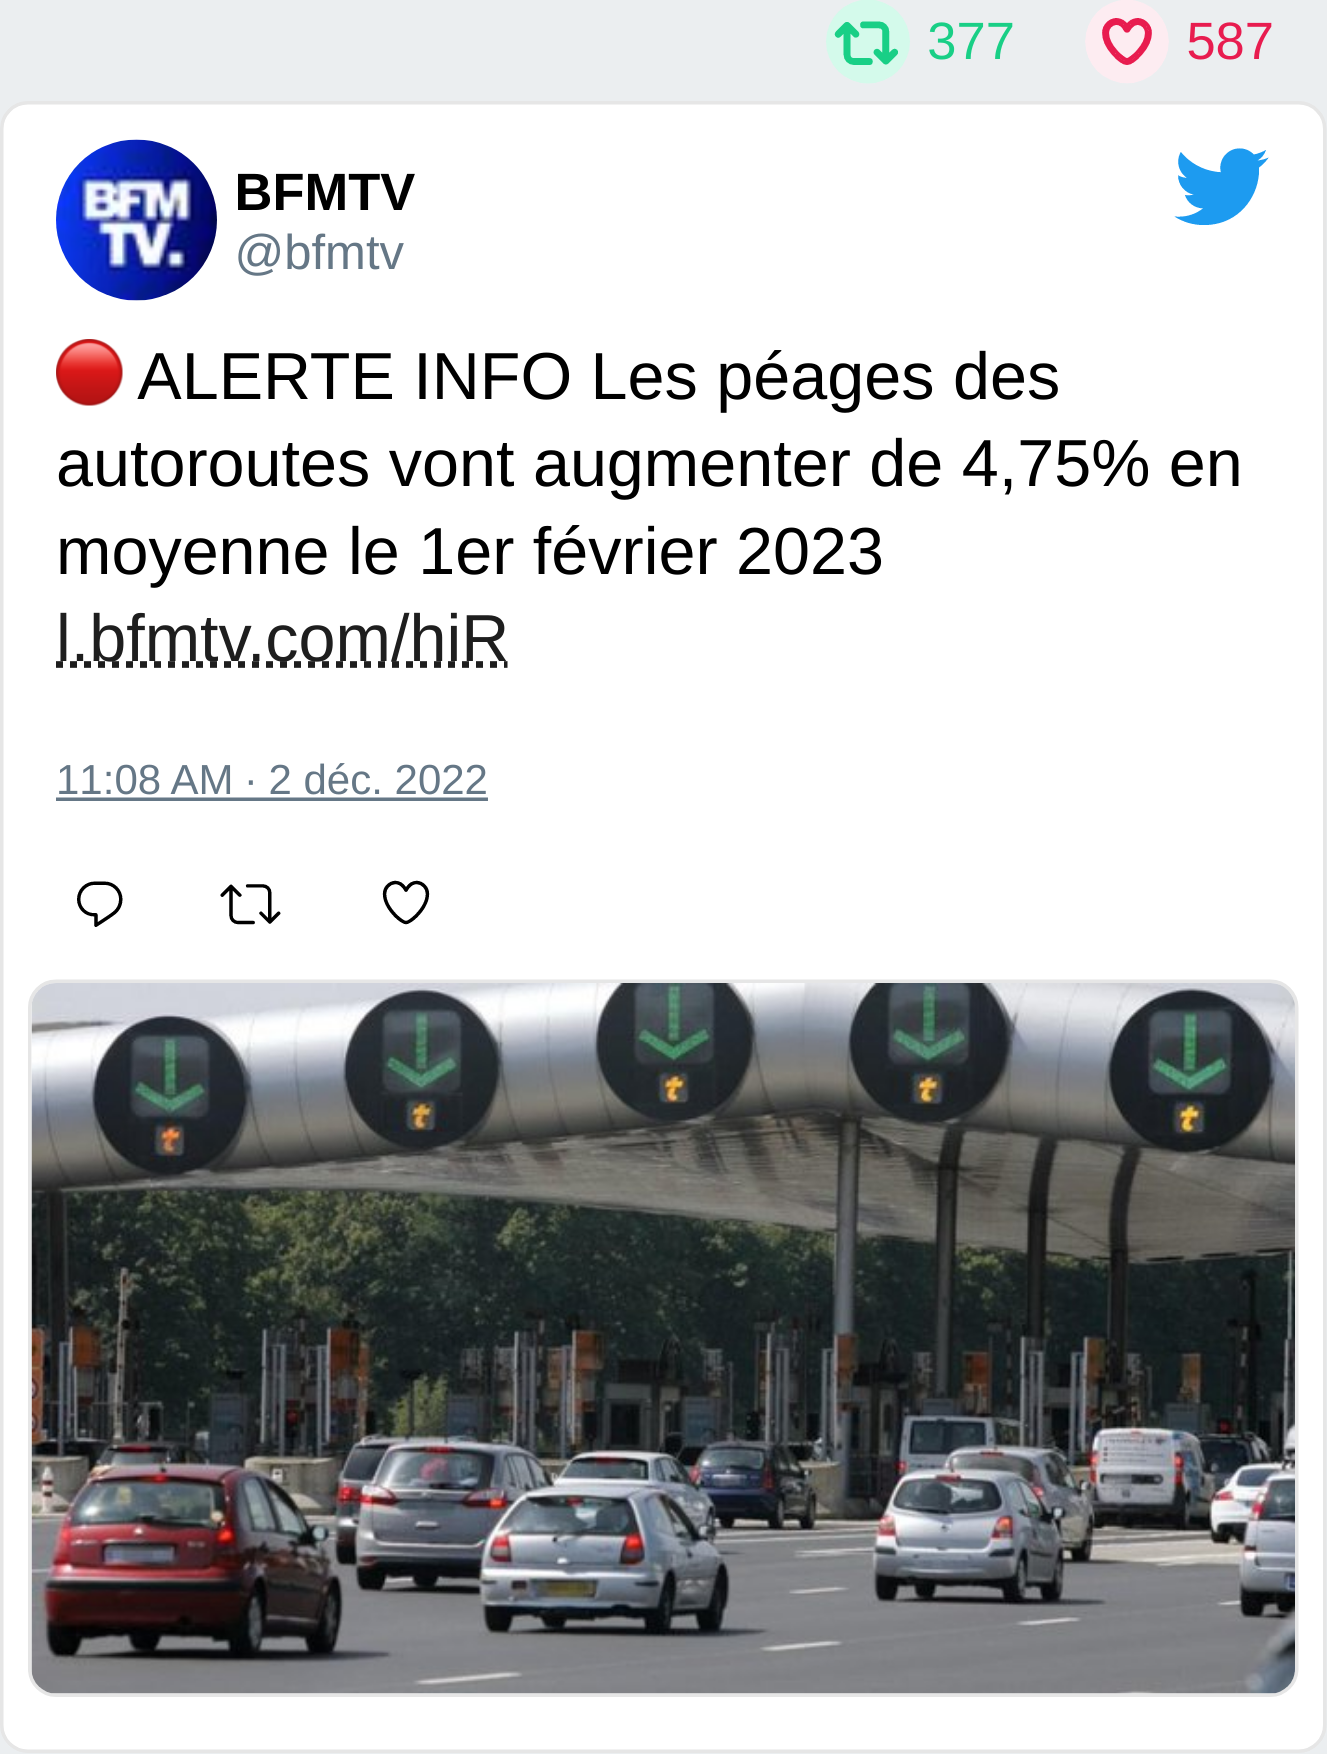 377 587
BFM
TV.
BFMTV
@bfmtv
🔴 ALERTE INFO Les péages des
autoroutes vont augmenter de 4,75% en
moyenne le 1er février 2023
l.bfmtv.com/hiR
11:08 AM · 2 déc. 2022
t t t t t